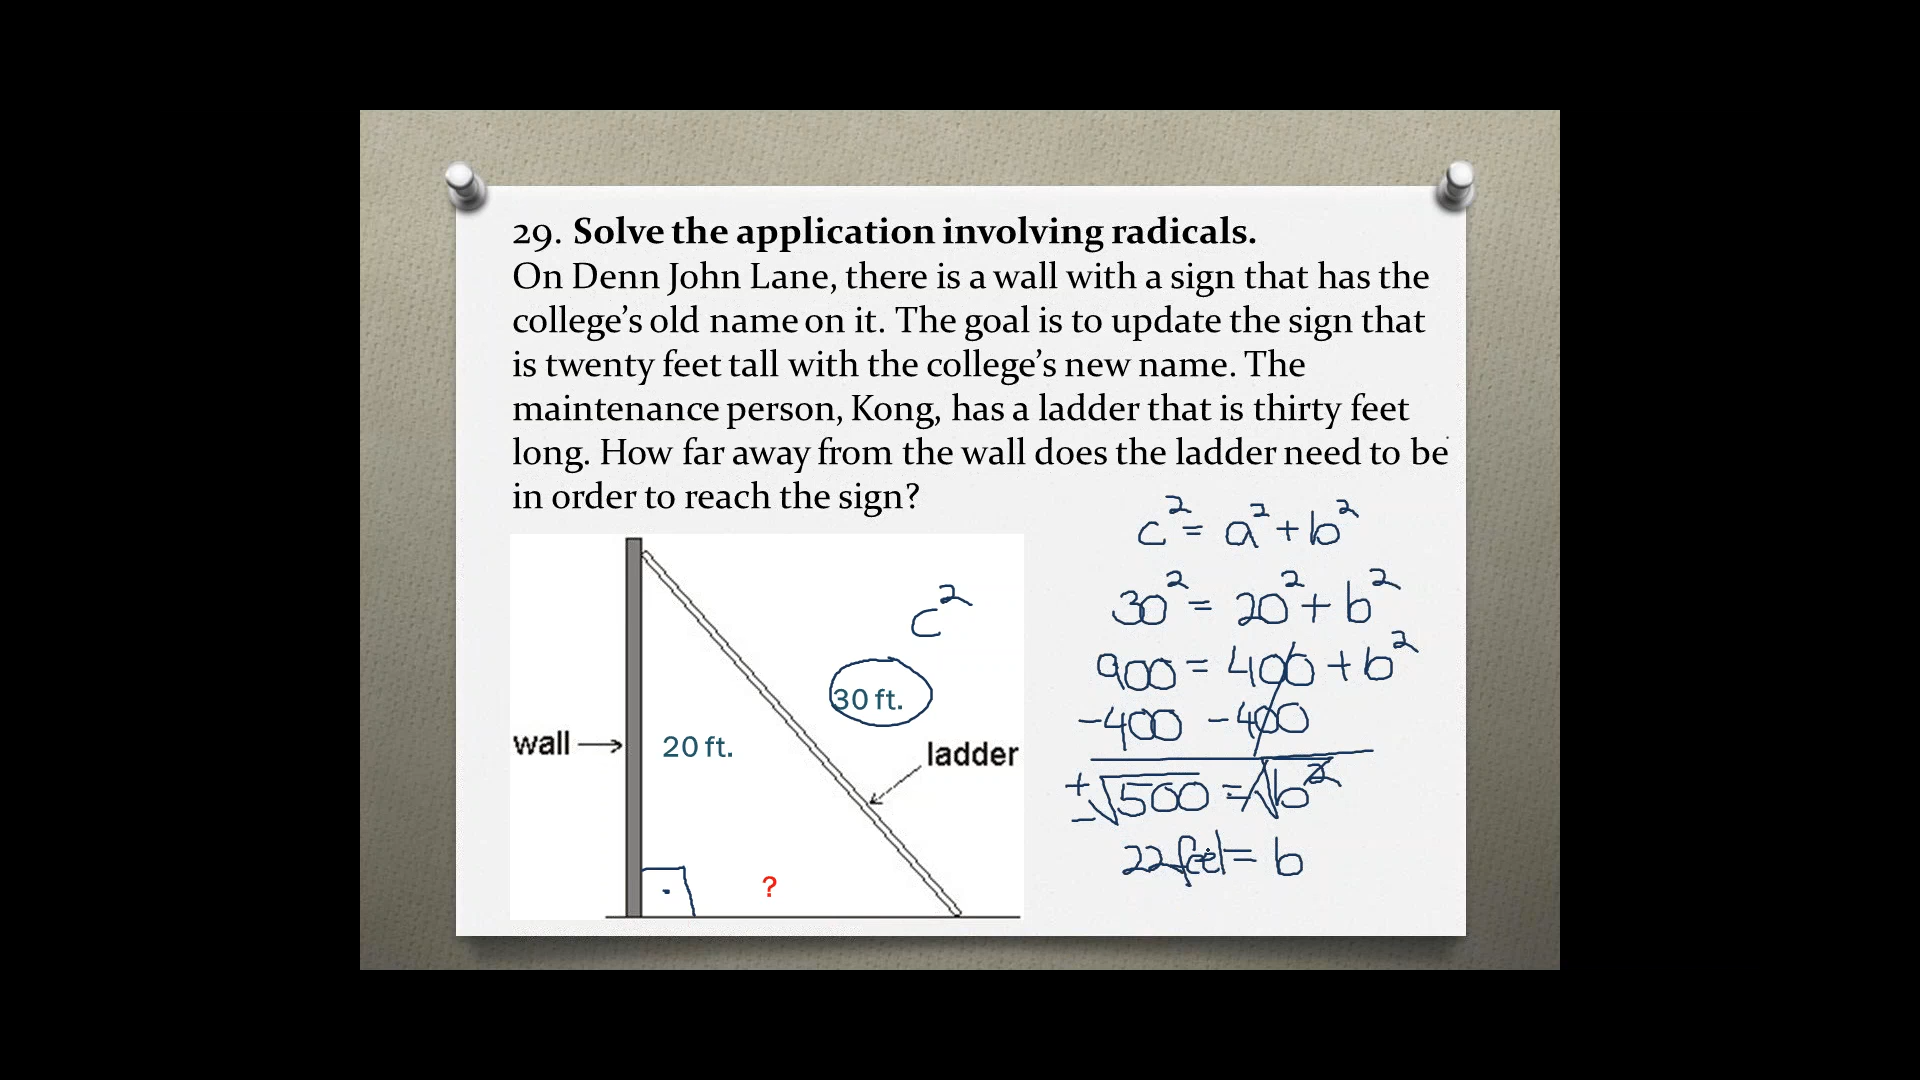 29. Solve the application involving radicals.
On Denn John Lane, there is a wall with a sign that has the
college’s old name on it. The goal is to update the sign that
is twenty feet tall with the college’s new name. The
maintenance person, Kong, has a ladder that is thirty feet
long. How far away from the wall does the ladder need to be
in order to reach the sign?
c² = a² + b²
30² = 20² + b²
900 = 400 + b²
-400 -400
±√500 = √b²
22 feet = b
c²
30 ft.
wall
20 ft.
ladder
?